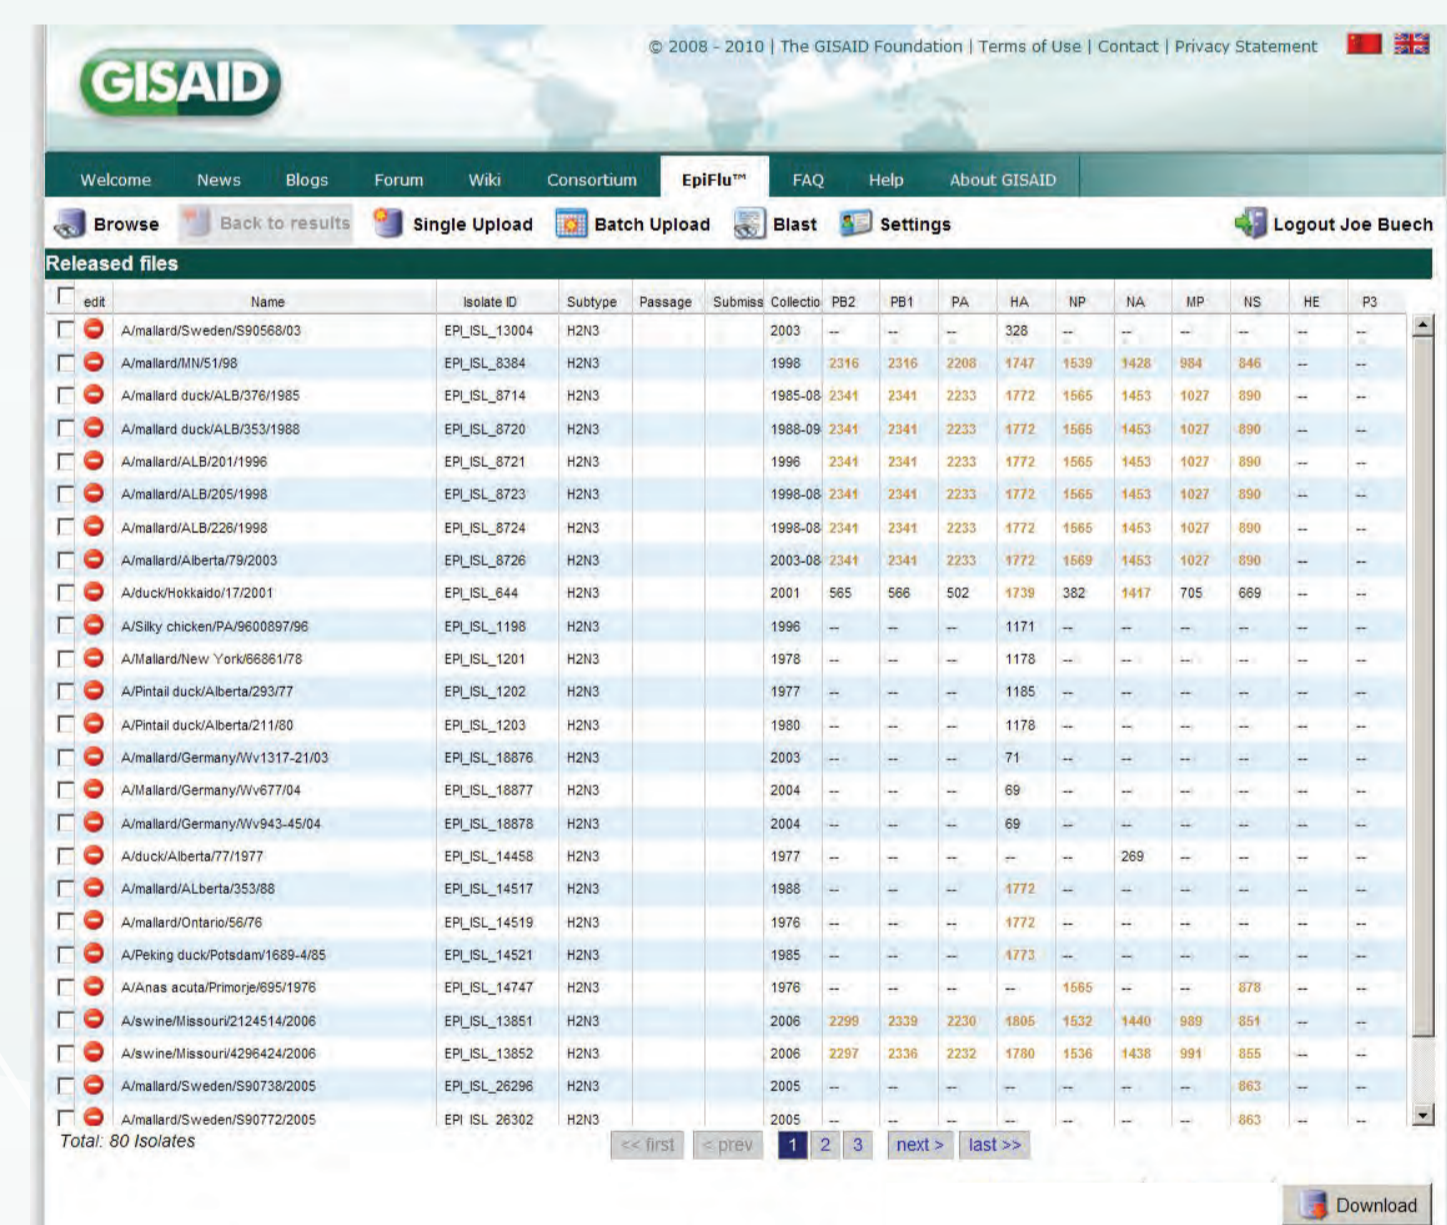 © 2008 - 2010 | The GISAID Foundation | Terms of Use | Contact | Privacy Statement
GISAID
Welcome News Blogs Forum Wiki Consortium EpiFlu™ FAQ Help About GISAID
Browse Back to results Single Upload Batch Upload Blast Settings Logout Joe Buech
Released files
edit Name Isolate ID Subtype Passage Submiss Collectio PB2 PB1 PA HA NP NA MP NS HE P3
A/mallard/Sweden/S90568/03 EPI_ISL_13004 H2N3 2003 -- -- -- 328 -- -- -- -- -- --
A/mallard/MN/51/98 EPI_ISL_8384 H2N3 1998 2316 2316 2208 1747 1539 1428 984 846 -- --
A/mallard duck/ALB/376/1985 EPI_ISL_8714 H2N3 1985-08 2341 2341 2233 1772 1565 1453 1027 890 -- --
A/mallard duck/ALB/353/1988 EPI_ISL_8720 H2N3 1988-09 2341 2341 2233 1772 1565 1453 1027 890 -- --
A/mallard/ALB/201/1996 EPI_ISL_8721 H2N3 1996 2341 2341 2233 1772 1565 1453 1027 890 -- --
A/mallard/ALB/205/1998 EPI_ISL_8723 H2N3 1998-08 2341 2341 2233 1772 1565 1453 1027 890 -- --
A/mallard/ALB/226/1998 EPI_ISL_8724 H2N3 1998-08 2341 2341 2233 1772 1565 1453 1027 890 -- --
A/mallard/Alberta/79/2003 EPI_ISL_8726 H2N3 2003-08 2341 2341 2233 1772 1569 1453 1027 890 -- --
A/duck/Hokkaido/17/2001 EPI_ISL_644 H2N3 2001 565 566 502 1739 382 1417 705 669 -- --
A/Silky chicken/PA/9600897/96 EPI_ISL_1198 H2N3 1996 -- -- -- 1171 -- -- -- -- -- --
A/Mallard/New York/66861/78 EPI_ISL_1201 H2N3 1978 -- -- -- 1178 -- -- -- -- -- --
A/Pintail duck/Alberta/293/77 EPI_ISL_1202 H2N3 1977 -- -- -- 1185 -- -- -- -- -- --
A/Pintail duck/Alberta/211/80 EPI_ISL_1203 H2N3 1980 -- -- -- 1178 -- -- -- -- -- --
A/mallard/Germany/Wv1317-21/03 EPI_ISL_18876 H2N3 2003 -- -- -- 71 -- -- -- -- -- --
A/Mallard/Germany/Wv677/04 EPI_ISL_18877 H2N3 2004 -- -- -- 69 -- -- -- -- -- --
A/mallard/Germany/Wv943-45/04 EPI_ISL_18878 H2N3 2004 -- -- -- 69 -- -- -- -- -- --
A/duck/Alberta/77/1977 EPI_ISL_14458 H2N3 1977 -- -- -- -- -- 269 -- -- -- --
A/mallard/ALberta/353/88 EPI_ISL_14517 H2N3 1988 -- -- -- 1772 -- -- -- -- -- --
A/mallard/Ontario/56/76 EPI_ISL_14519 H2N3 1976 -- -- -- 1772 -- -- -- -- -- --
A/Peking duck/Potsdam/1689-4/85 EPI_ISL_14521 H2N3 1985 -- -- -- 1773 -- -- -- -- -- --
A/Anas acuta/Primorje/695/1976 EPI_ISL_14747 H2N3 1976 -- -- -- -- 1565 -- -- 878 -- --
A/swine/Missouri/2124514/2006 EPI_ISL_13851 H2N3 2006 2299 2339 2230 1805 1532 1440 989 851 -- --
A/swine/Missouri/4296424/2006 EPI_ISL_13852 H2N3 2006 2297 2336 2232 1780 1536 1438 991 855 -- --
A/mallard/Sweden/S90738/2005 EPI_ISL_26296 H2N3 2005 -- -- -- -- -- -- -- 863 -- --
A/mallard/Sweden/S90772/2005 EPI_ISL_26302 H2N3 2005 -- -- -- -- -- -- -- 863 -- --
Total: 80 Isolates << first < prev 1 2 3 next > last >>
Download